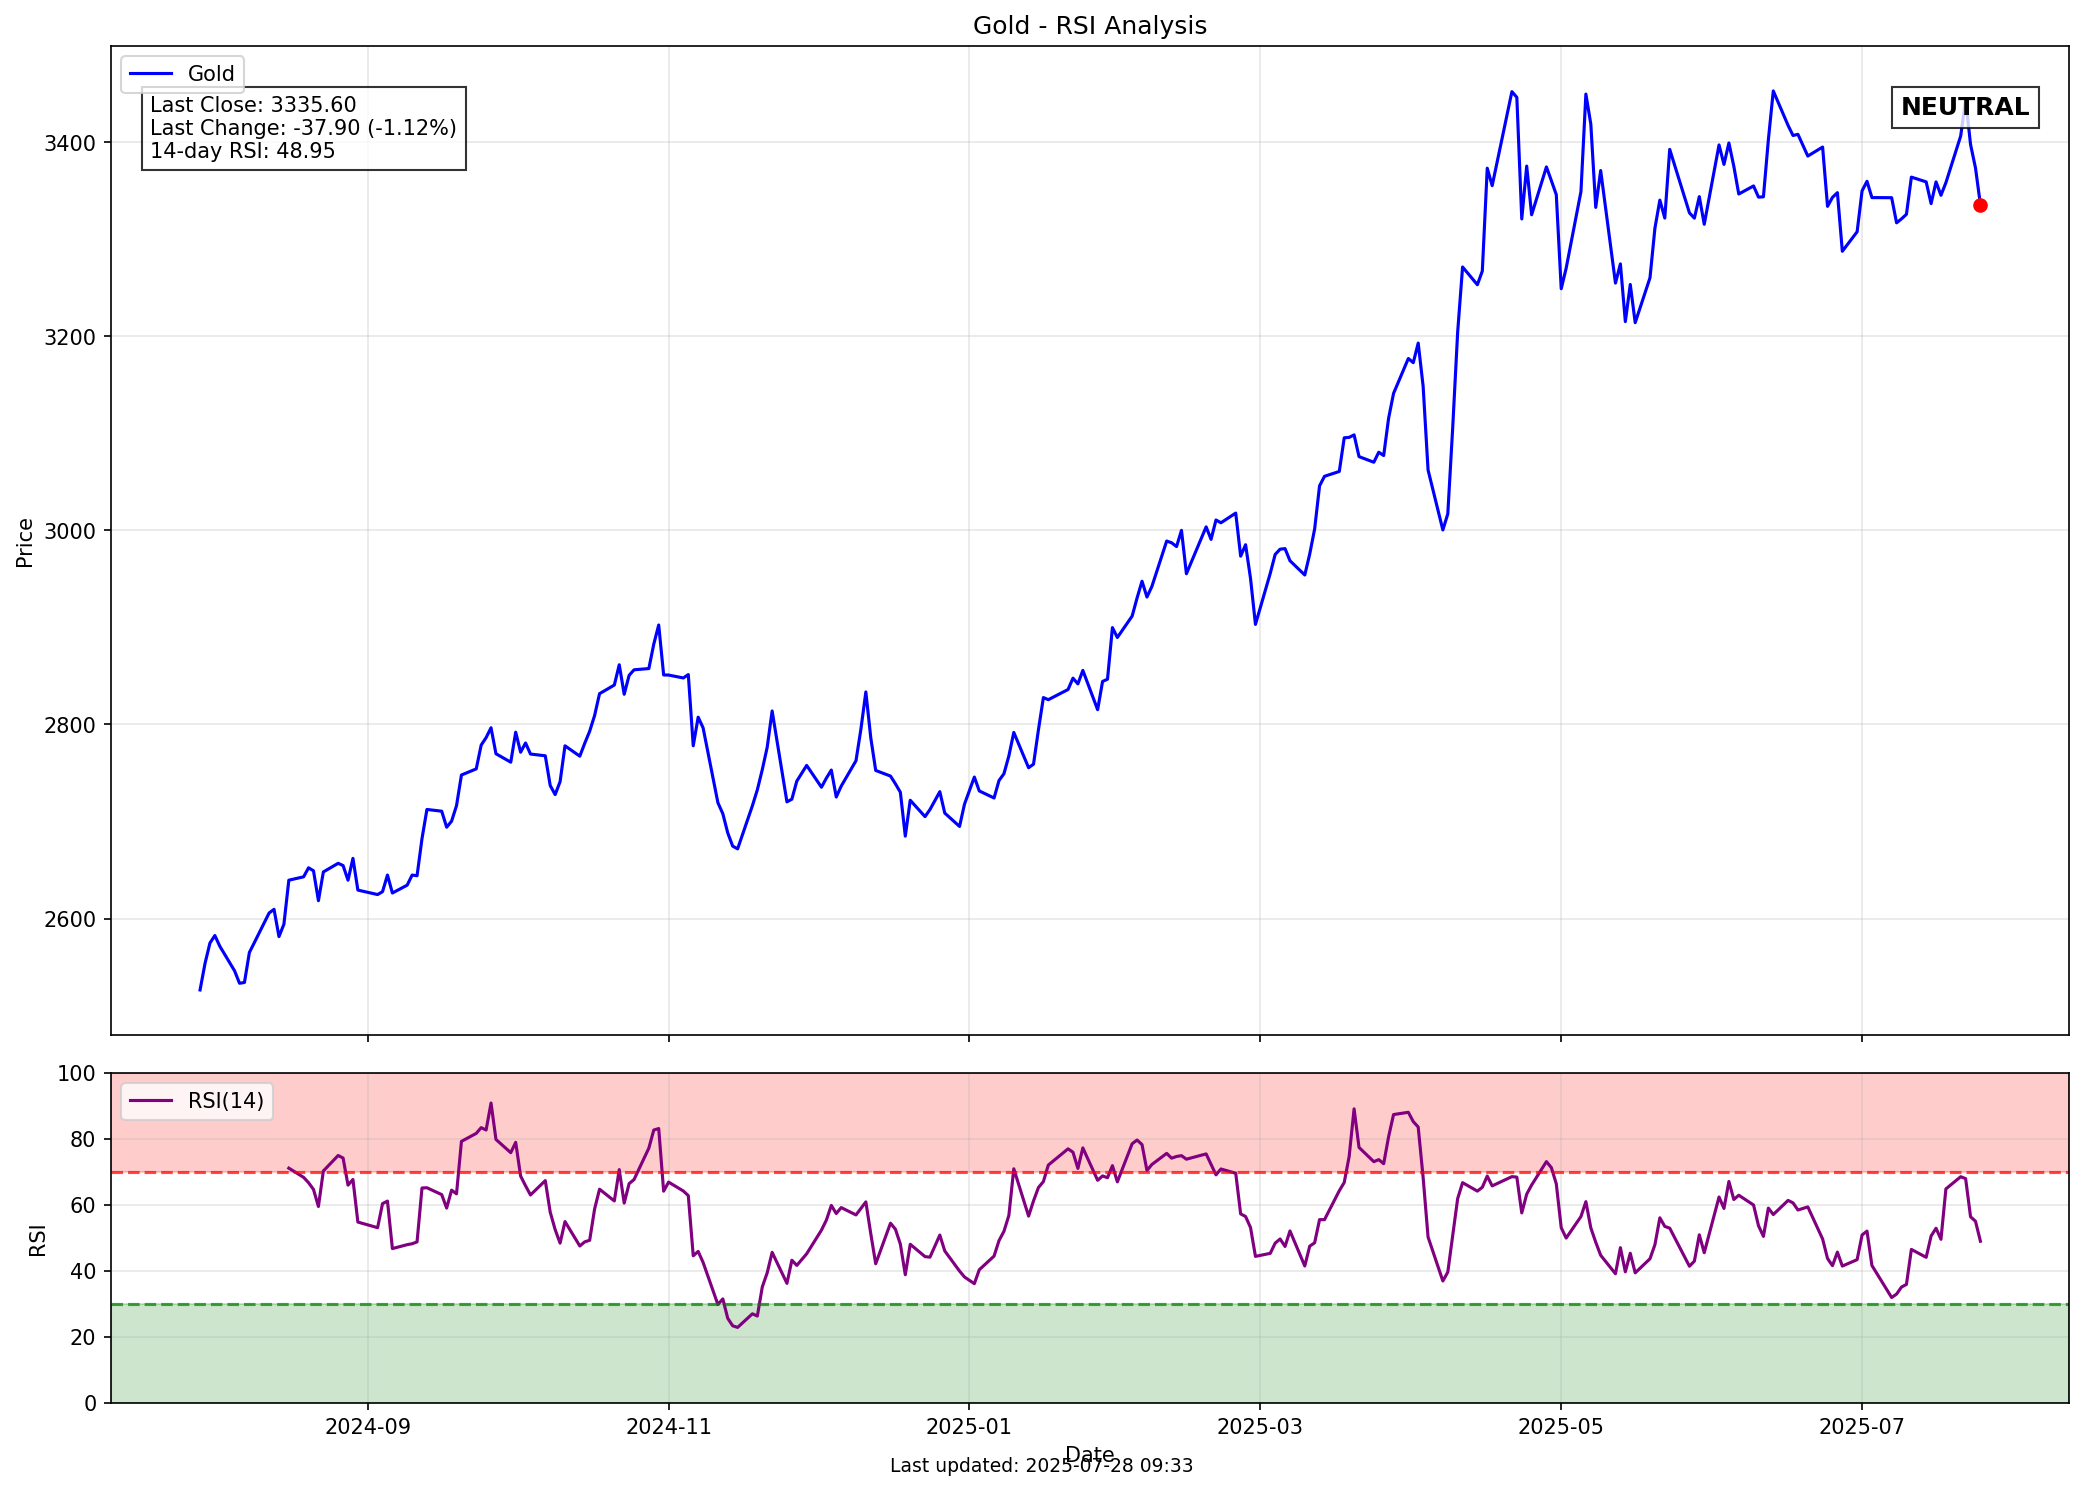 Gold - RSI Analysis
Gold
Last Close: 3335.60
Last Change: -37.90 (-1.12%)
14-day RSI: 48.95
NEUTRAL
3400
3200
3000
2800
2600
Price
RSI(14)
100
80
60
40
20
0
RSI
2024-09
2024-11
2025-01
2025-03
2025-05
2025-07
Date
Last updated: 2025-07-28 09:33